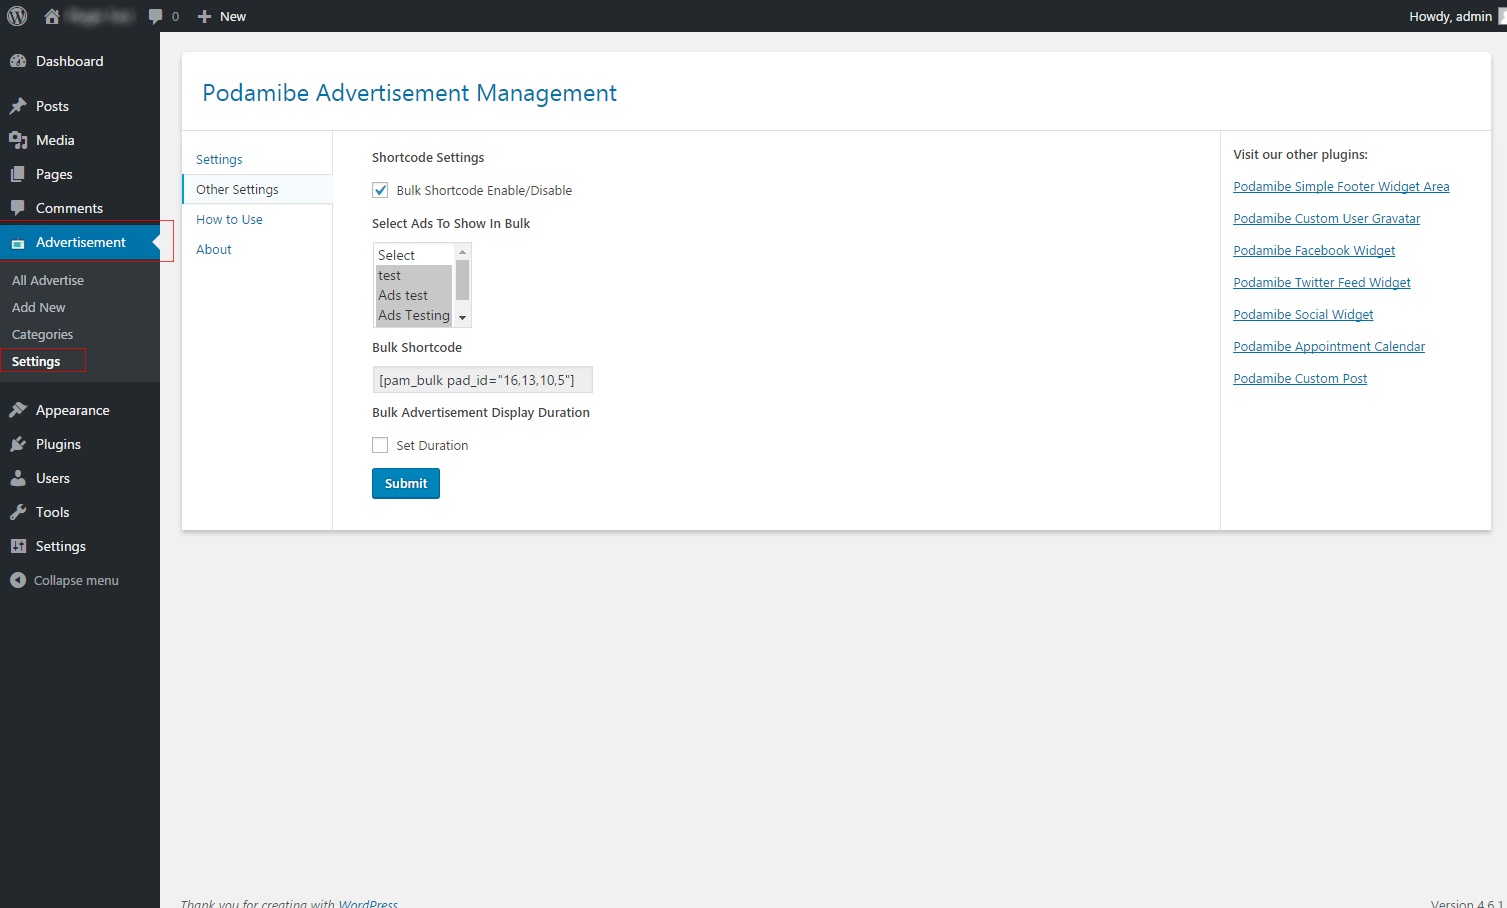 0
New
Howdy, admin
Dashboard
Posts
Media
Pages
Comments
Advertisement
All Advertise
Add New
Categories
Settings
Appearance
Plugins
Users
Tools
Settings
Collapse menu
Podamibe Advertisement Management
Settings
Other Settings
How to Use
About
Shortcode Settings
Bulk Shortcode Enable/Disable
Select Ads To Show In Bulk
Select
test
Ads test
Ads Testing
Bulk Shortcode
[pam_bulk pad_id="16,13,10,5"]
Bulk Advertisement Display Duration
Set Duration
Submit
Visit our other plugins:
Podamibe Simple Footer Widget Area
Podamibe Custom User Gravatar
Podamibe Facebook Widget
Podamibe Twitter Feed Widget
Podamibe Social Widget
Podamibe Appointment Calendar
Podamibe Custom Post
Thank you for creating with WordPress
Version 4.6.1